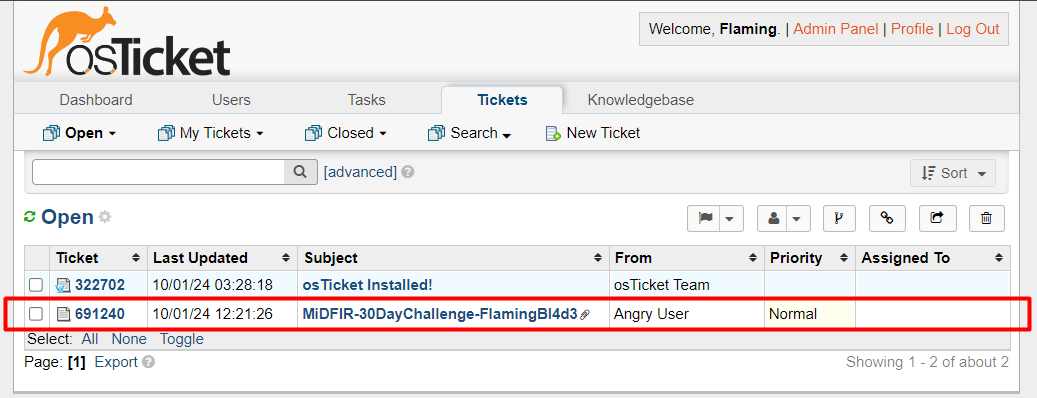 osTicket
Welcome, Flaming. | Admin Panel | Profile | Log Out
Dashboard Users Tasks Tickets Knowledgebase
Open My Tickets Closed Search New Ticket
[advanced] ? Sort
Open
Ticket Last Updated Subject From Priority Assigned To
322702 10/01/24 03:28:18 osTicket Installed! osTicket Team
691240 10/01/24 12:21:26 MiDFIR-30DayChallenge-FlamingBl4d3 Angry User Normal
Select: All None Toggle
Page: [1] Export ? Showing 1 - 2 of about 2